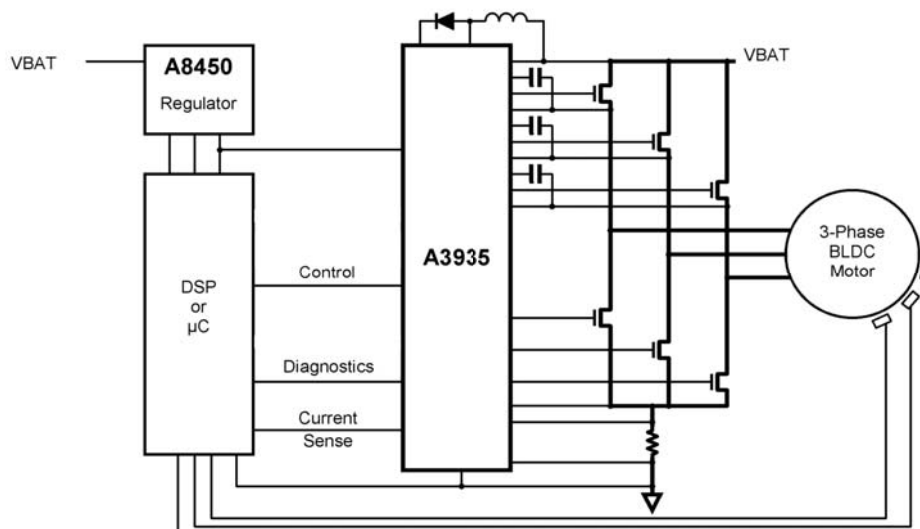 VBAT
A8450
Regulator
VBAT
A3935
3-Phase
BLDC
Motor
DSP
or
µC
Control
Diagnostics
Current
Sense